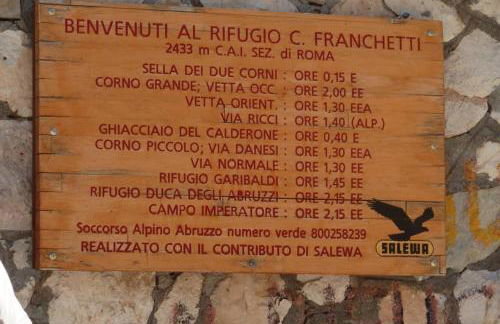 BENVENUTI AL RIFUGIO C. FRANCHETTI
2433 m C.A.I. SEZ. di ROMA
SELLA DEI DUE CORNI : ORE 0,15 E
CORNO GRANDE; VETTA OCC. : ORE 2,00 EE
VETTA ORIENT. : ORE 1,30 EEA
VIA RICCI : ORE 1,40 (ALP.)
GHIACCIAIO DEL CALDERONE : ORE 0,40 E
CORNO PICCOLO; VIA DANESI : ORE 1,30 EEA
VIA NORMALE : ORE 1,30 EE
RIFUGIO GARIBALDI : ORE 1,45 EE
RIFUGIO DUCA DEGLI ABRUZZI : ORE 2,15 EE
CAMPO IMPERATORE : ORE 2,15 EE
Soccorso Alpino Abruzzo numero verde 800258239
REALIZZATO CON IL CONTRIBUTO DI SALEWA
SALEWA